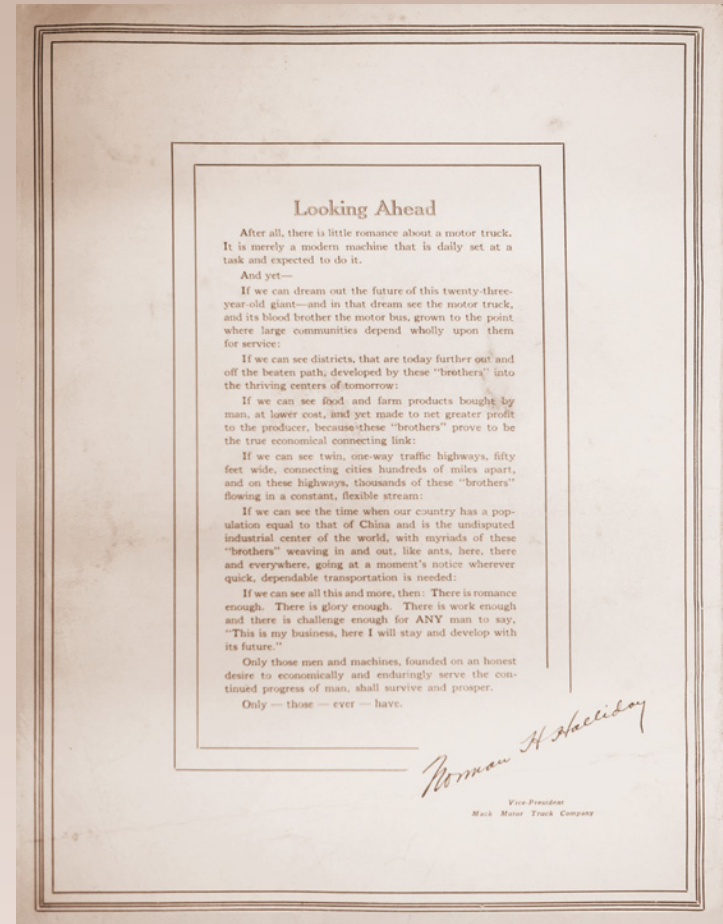 Looking Ahead
After all, there is little romance about a motor truck.
It is merely a modern machine that is daily set at a
task and expected to do it.
And yet—
If we can dream out the future of this twenty-three-
year-old giant—and in that dream see the motor truck,
and its blood brother the motor bus, grown to the point
where large communities depend wholly upon them
for service:
If we can see districts, that are today further out and
off the beaten path, developed by these "brothers" into
the thriving centers of tomorrow:
If we can see food and farm products bought by
man, at lower cost, and yet made to net greater profit
to the producer, because these "brothers" prove to be
the true economical connecting link:
If we can see twin, one-way traffic highways, fifty
feet wide, connecting cities hundreds of miles apart,
and on these highways, thousands of these "brothers"
flowing in a constant, flexible stream:
If we can see the time when our country has a pop-
ulation equal to that of China and is the undisputed
industrial center of the world, with myriads of these
"brothers" weaving in and out, like ants, here, there
and everywhere, going at a moment's notice wherever
quick, dependable transportation is needed:
If we can see all this and more, then: There is romance
enough. There is glory enough. There is work enough
and there is challenge enough for ANY man to say,
"This is my business, here I will stay and develop with
its future."
Only those men and machines, founded on an honest
desire to economically and enduringly serve the con-
tinued progress of man, shall survive and prosper.
Only — those — ever — have.
Norman H Halliday
Vice-President
Mack Motor Truck Company